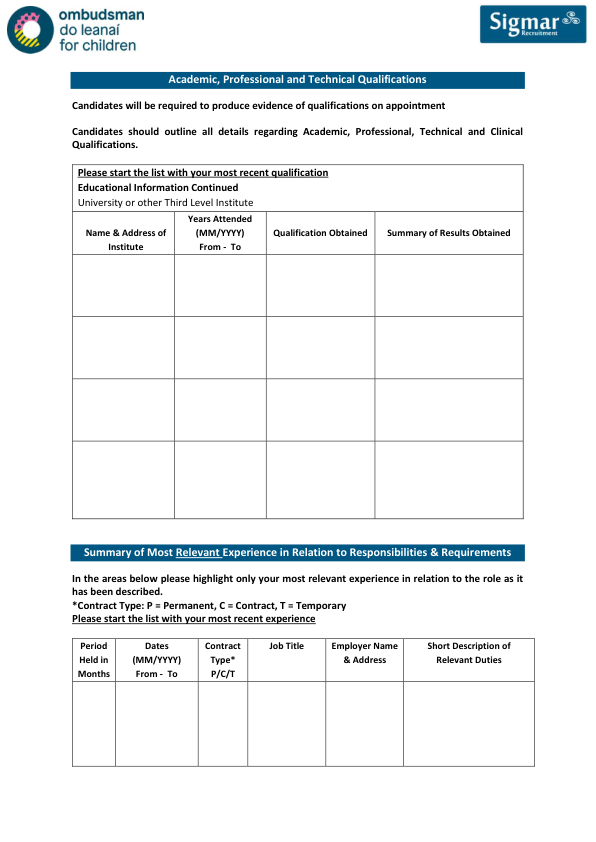 ombudsman
do leanaí
for children
Sigmar
Recruitment
Academic, Professional and Technical Qualifications
Candidates will be required to produce evidence of qualifications on appointment
Candidates should outline all details regarding Academic, Professional, Technical and Clinical
Qualifications.
Please start the list with your most recent qualification
Educational Information Continued
University or other Third Level Institute
Name & Address of
Institute
Years Attended
(MM/YYYY)
From - To
Qualification Obtained
Summary of Results Obtained
Summary of Most Relevant Experience in Relation to Responsibilities & Requirements
In the areas below please highlight only your most relevant experience in relation to the role as it
has been described.
*Contract Type: P = Permanent, C = Contract, T = Temporary
Please start the list with your most recent experience
Period
Held in
Months
Dates
(MM/YYYY)
From - To
Contract
Type*
P/C/T
Job Title
Employer Name
& Address
Short Description of
Relevant Duties